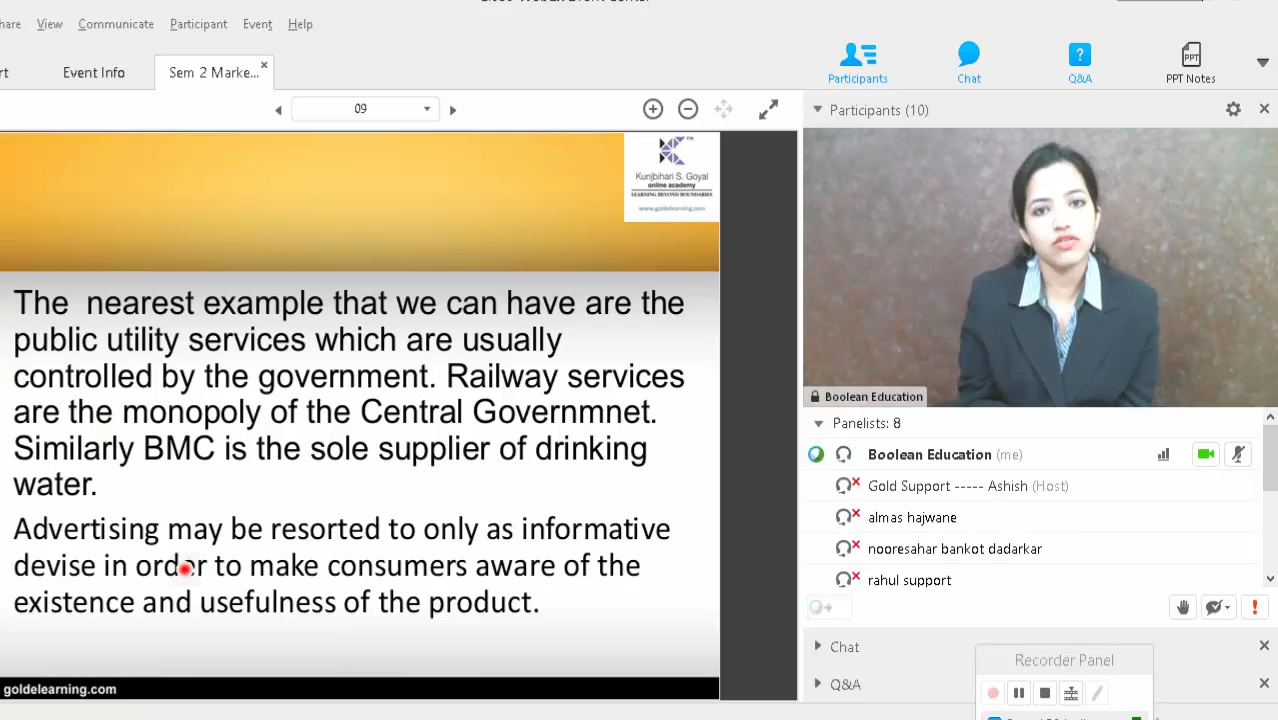 View Communicate Participant Event Help
Event Info
Sem 2 Marke...
Participants
Chat
Q&A
PPT Notes
09
Participants (10)
Kunjbihari S. Goyal
online academy
LEARNING BEYOND BOUNDARIES
www.goldelearning.com
The nearest example that we can have are the
public utility services which are usually
controlled by the government. Railway services
are the monopoly of the Central Governmnet.
Similarly BMC is the sole supplier of drinking
water.
Advertising may be resorted to only as informative
devise in order to make consumers aware of the
existence and usefulness of the product.
goldelearning.com
Boolean Education
Panelists: 8
Boolean Education (me)
Gold Support ----- Ashish (Host)
almas hajwane
nooresahar bankot dadarkar
rahul support
Chat
Q&A
Recorder Panel